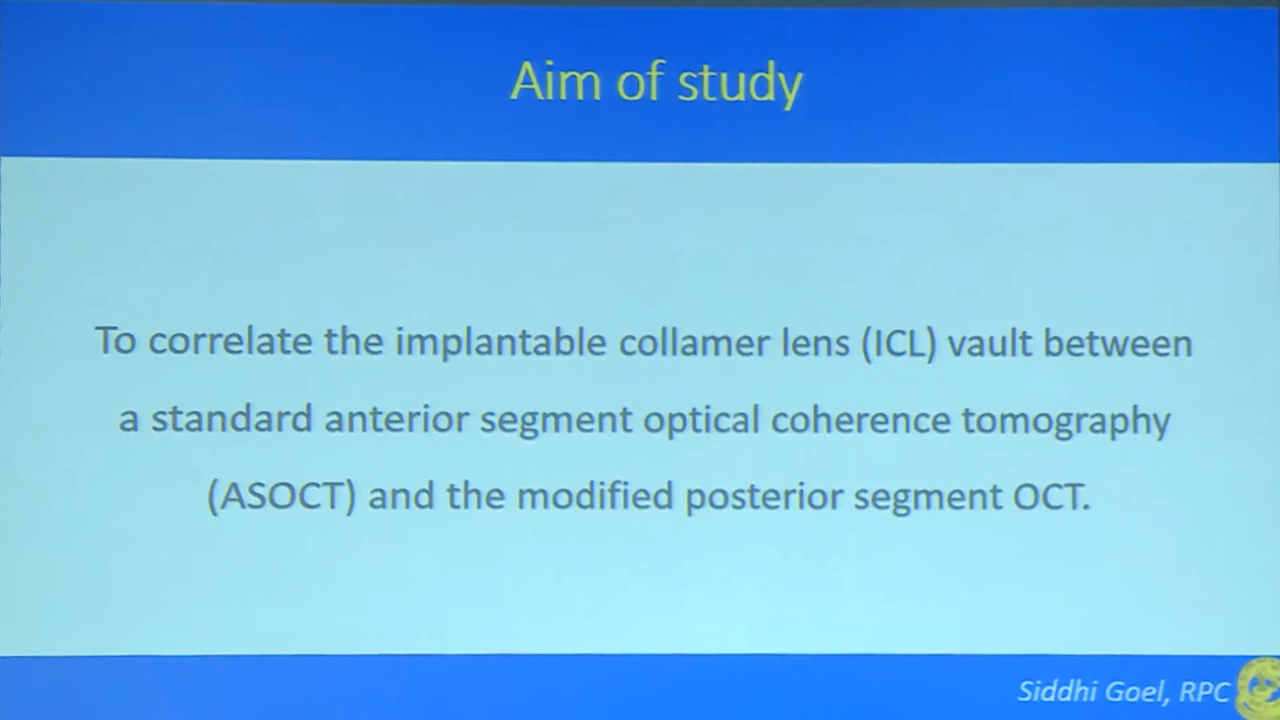 Aim of study
To correlate the implantable collamer lens (ICL) vault between
a standard anterior segment optical coherence tomography
(ASOCT) and the modified posterior segment OCT.
Siddhi Goel, RPC